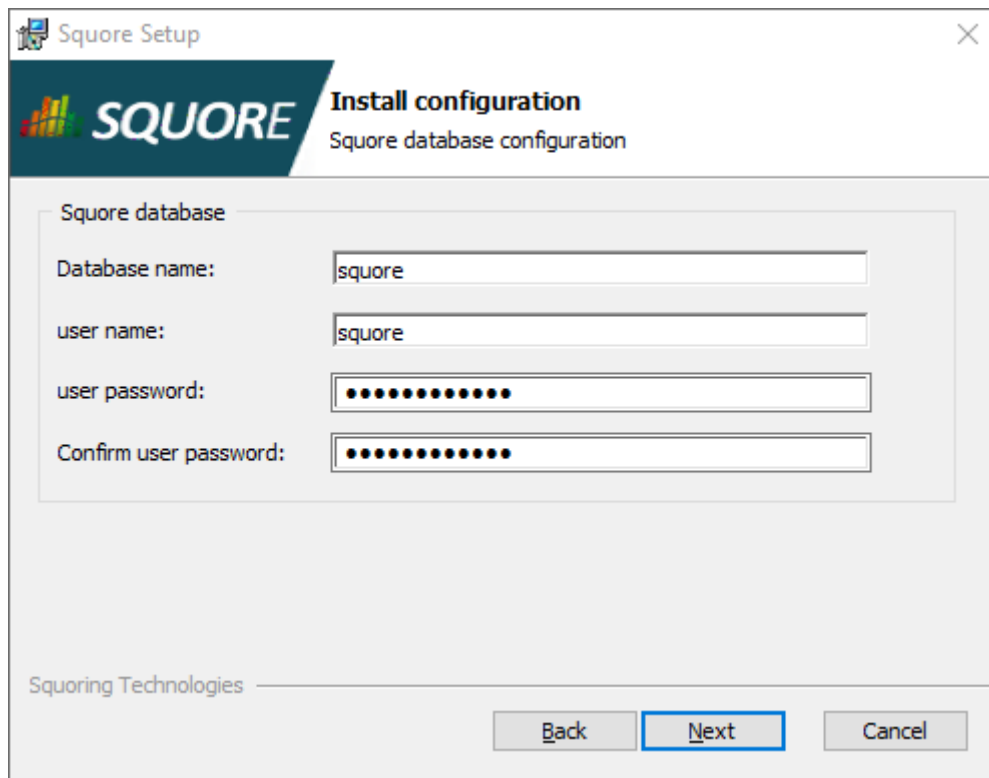 Squore Setup
SQUORE
Install configuration
Squore database configuration
Squore database
Database name:
squore
user name:
squore
user password:
●●●●●●●●●●●●
Confirm user password:
●●●●●●●●●●●●
Squoring Technologies
Back
Next
Cancel